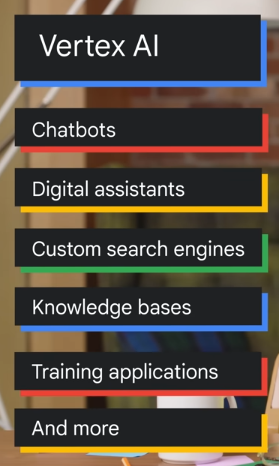 Vertex AI
Chatbots
Digital assistants
Custom search engines
Knowledge bases
Training applications
And more